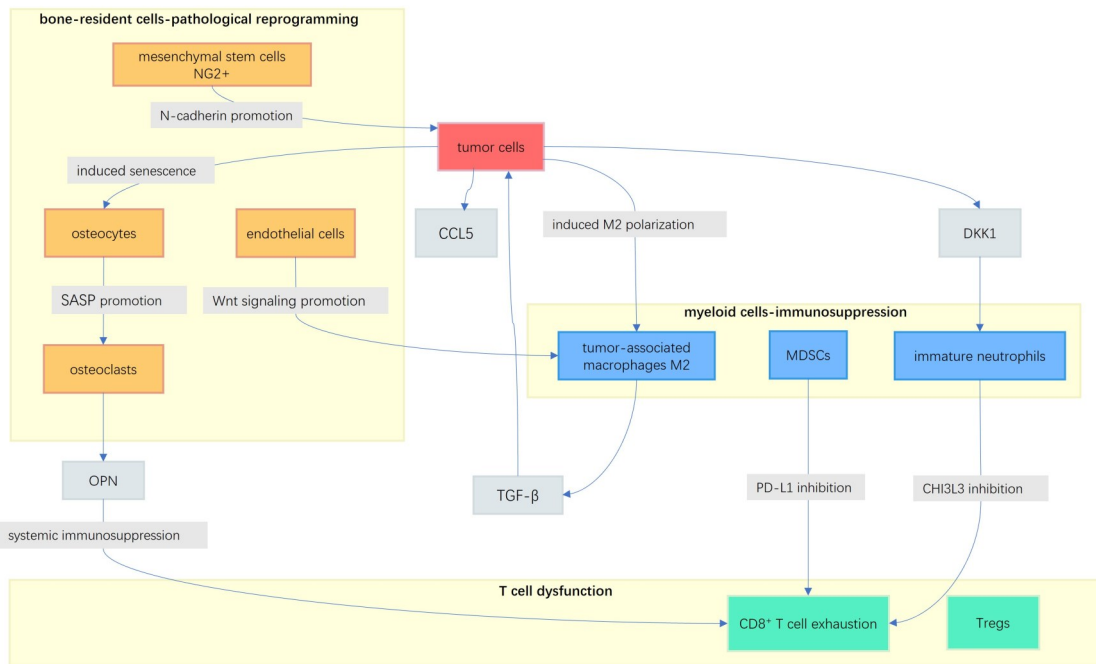 bone-resident cells-pathological reprogramming
mesenchymal stem cells
NG2+
N-cadherin promotion
tumor cells
induced senescence
osteocytes
endothelial cells
CCL5
induced M2 polarization
DKK1
SASP promotion
Wnt signaling promotion
myeloid cells-immunosuppression
osteoclasts
tumor-associated
macrophages M2
MDSCs
immature neutrophils
OPN
TGF-β
PD-L1 inhibition
CHI3L3 inhibition
systemic immunosuppression
T cell dysfunction
CD8⁺ T cell exhaustion
Tregs